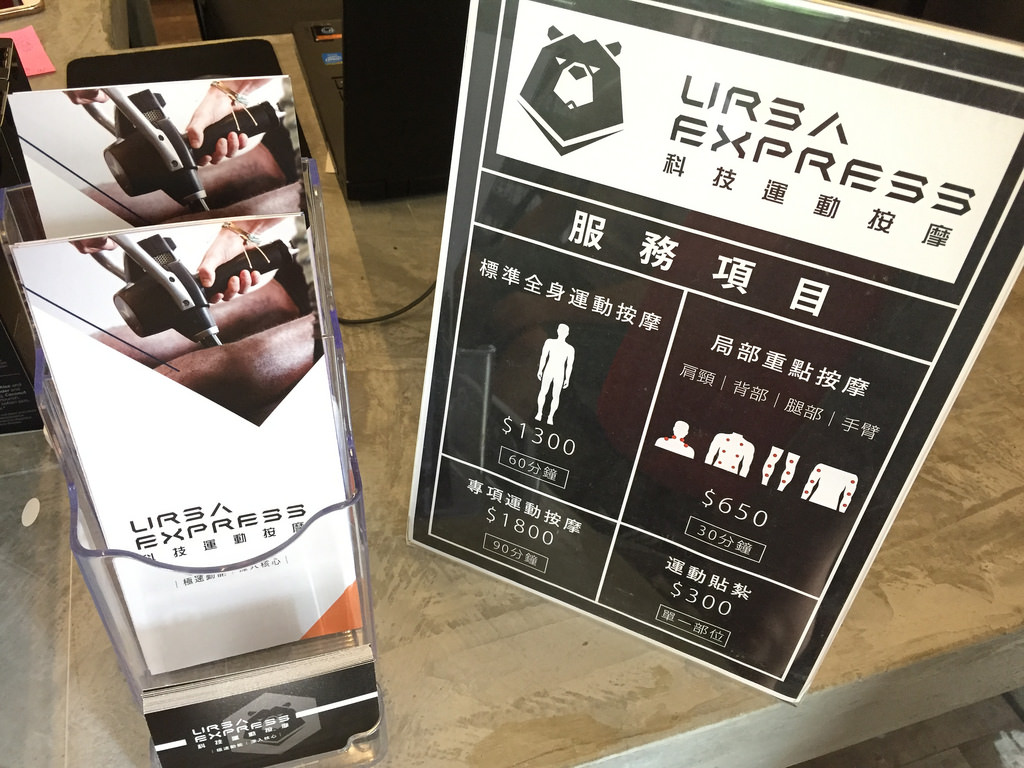 URSA
EXPRESS
科技運動按摩
服務項目
標準全身運動按摩
$1300
60分鐘
局部重點按摩
肩頸｜背部｜腿部｜手臂
$650
30分鐘
專項運動按摩
$1800
90分鐘
運動貼紮
$300
單一部位
URSA
EXPRESS
科技運動按摩
URSA
EXPRESS
科技運動按摩